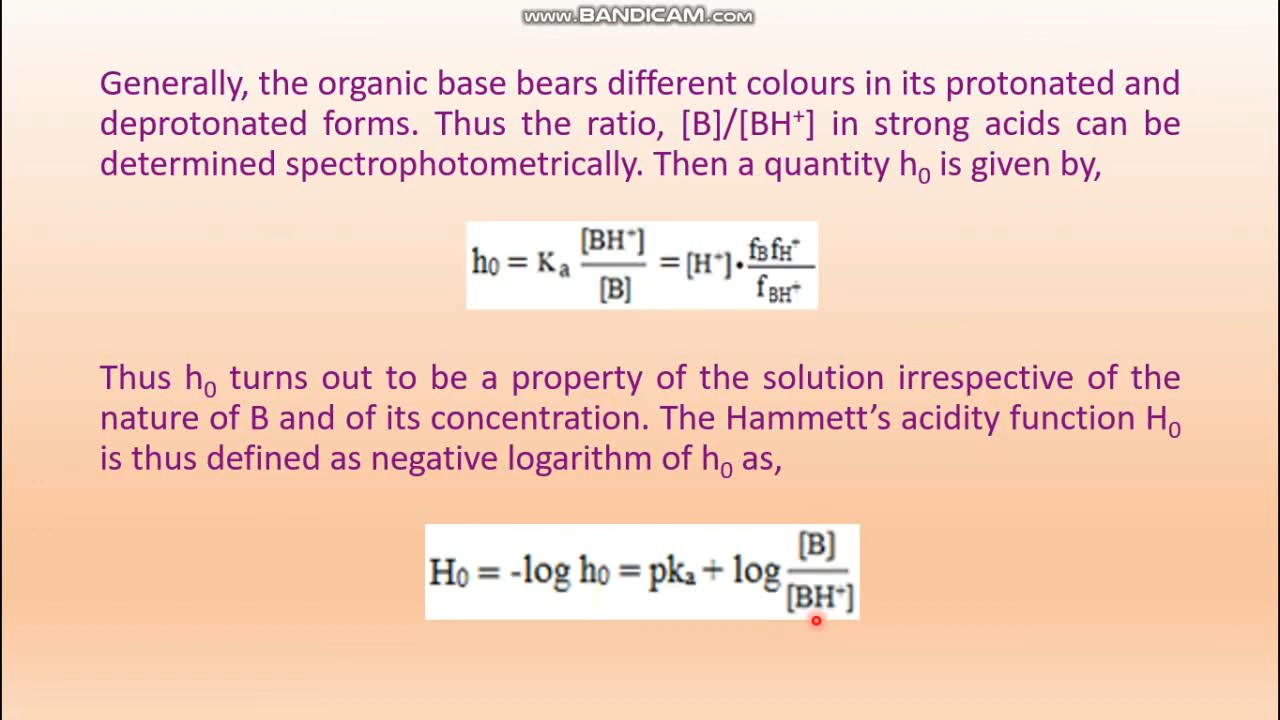 www.BANDICAM.com
Generally, the organic base bears different colours in its protonated and
deprotonated forms. Thus the ratio, [B]/[BH⁺] in strong acids can be
determined spectrophotometrically. Then a quantity h₀ is given by,
h₀ = Kₐ [BH⁺]/[B] = [H⁺]·f_B f_H⁺/f_BH⁺
Thus h₀ turns out to be a property of the solution irrespective of the
nature of B and of its concentration. The Hammett’s acidity function H₀
is thus defined as negative logarithm of h₀ as,
H₀ = -log h₀ = pkₐ + log [B]/[BH⁺]